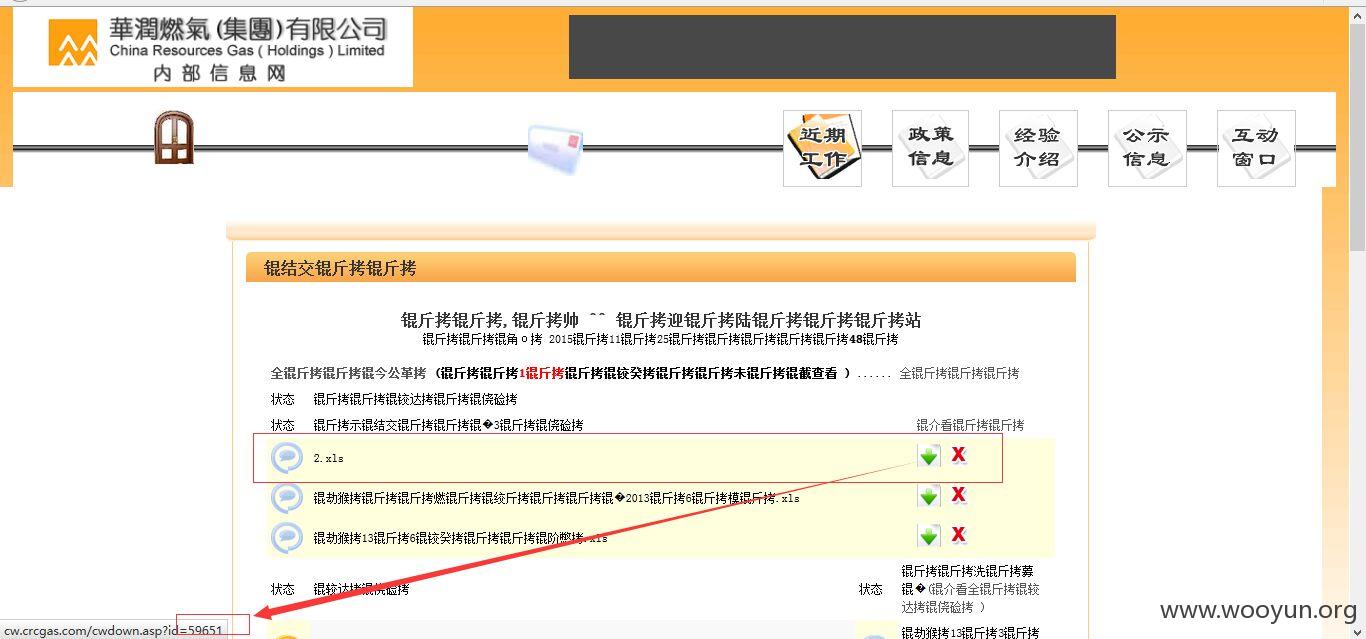 華潤燃氣(集團)有限公司
China Resources Gas ( Holdings ) Limited
内部信息网
近期工作
政策信息
经验介绍
公示信息
互动窗口
锟结交锟斤拷锟斤拷
锟斤拷锟斤拷,锟斤拷帅 ^^ 锟斤拷迎锟斤拷陆锟斤拷锟斤拷锟斤拷站
锟斤拷锟斤拷锟角o拷 2015锟斤拷11锟斤拷25锟斤拷锟斤拷锟斤拷锟斤拷锟斤拷48锟斤拷
全锟斤拷锟斤拷锟今公革拷 (锟斤拷锟斤拷1锟斤拷锟斤拷锟铰癸拷锟斤拷锟斤拷未锟斤拷锟截查看 ) ...... 全锟斤拷锟斤拷锟斤拷
状态 锟斤拷锟斤拷锟铰达拷锟斤拷锟侥硷拷
状态 锟斤拷示锟结交锟斤拷锟斤拷锟�3锟斤拷锟侥硷拷 锟介看锟斤拷锟斤拷
2.xls X
锟劫猴拷锟斤拷锟斤拷燃锟斤拷锟绞斤拷锟斤拷锟斤拷锟�2013锟斤拷6锟斤拷模锟斤拷.xls X
锟劫猴拷13锟斤拷6锟铰癸拷锟斤拷锟斤拷锟阶憋拷.xls X
锟斤拷锟斤拷洗锟斤拷募
状态 锟铰达拷锟侥硷拷 状态 锟�(锟介看全锟斤拷锟铰
达拷锟侥硷拷 )
锟劫猴拷13锟斤拷3锟斤拷
cw.crcgas.com/cwdown.asp?id=59651
www.wooyun.org